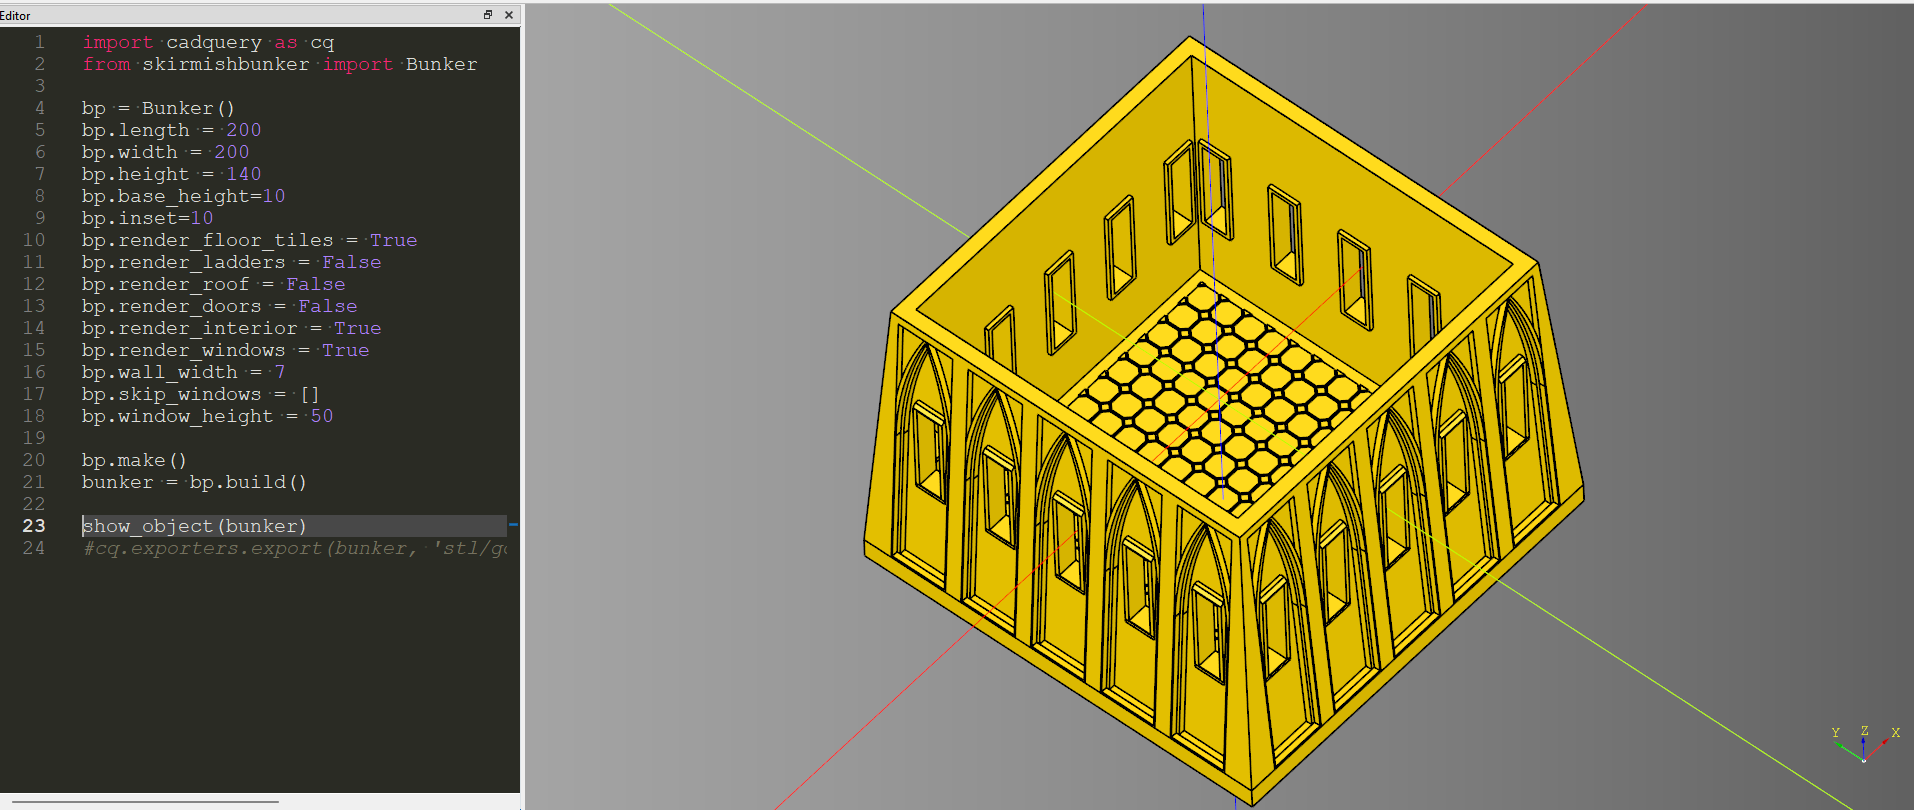 Editor
1 import cadquery as cq
2 from skirmishbunker import Bunker
3
4 bp = Bunker()
5 bp.length = 200
6 bp.width = 200
7 bp.height = 140
8 bp.base_height=10
9 bp.inset=10
10 bp.render_floor_tiles = True
11 bp.render_ladders = False
12 bp.render_roof = False
13 bp.render_doors = False
14 bp.render_interior = True
15 bp.render_windows = True
16 bp.wall_width = 7
17 bp.skip_windows = []
18 bp.window_height = 50
19
20 bp.make()
21 bunker = bp.build()
22
23 show_object(bunker)
24 #cq.exporters.export(bunker, 'stl/go
Y Z X